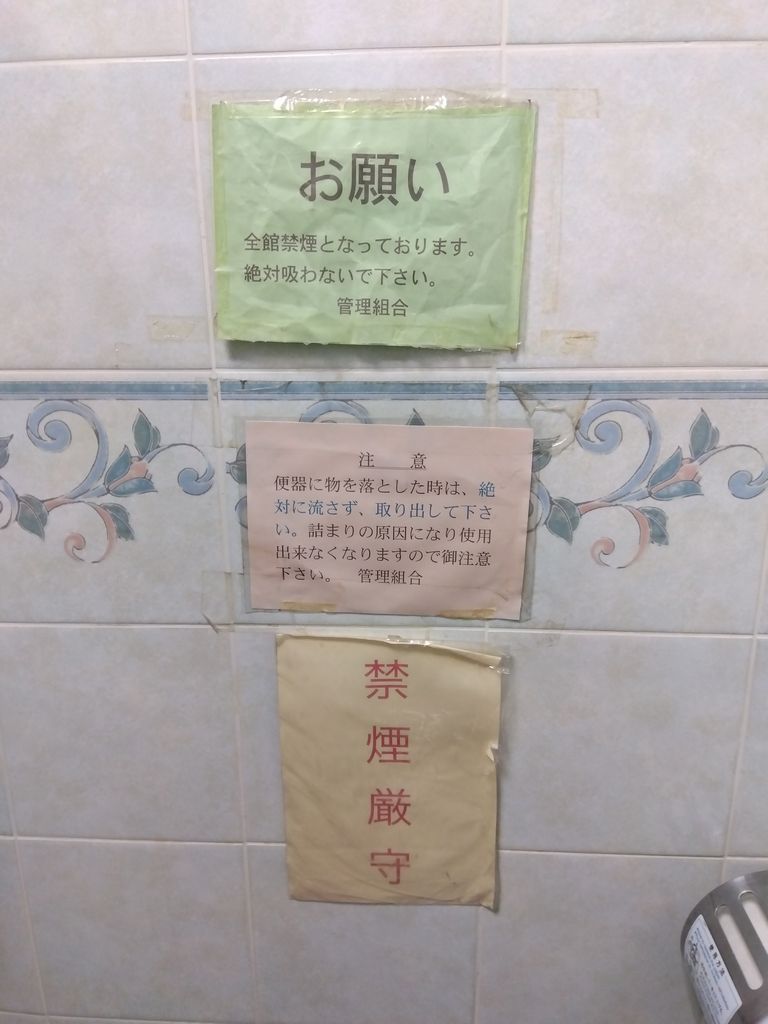 お願い
全館禁煙となっております。
絶対吸わないで下さい。
管理組合
注　意
便器に物を落とした時は、絶
対に流さず、取り出して下さ
い。詰まりの原因になり使用
出来なくなりますので御注意
下さい。　管理組合
禁
煙
厳
守
使用方法